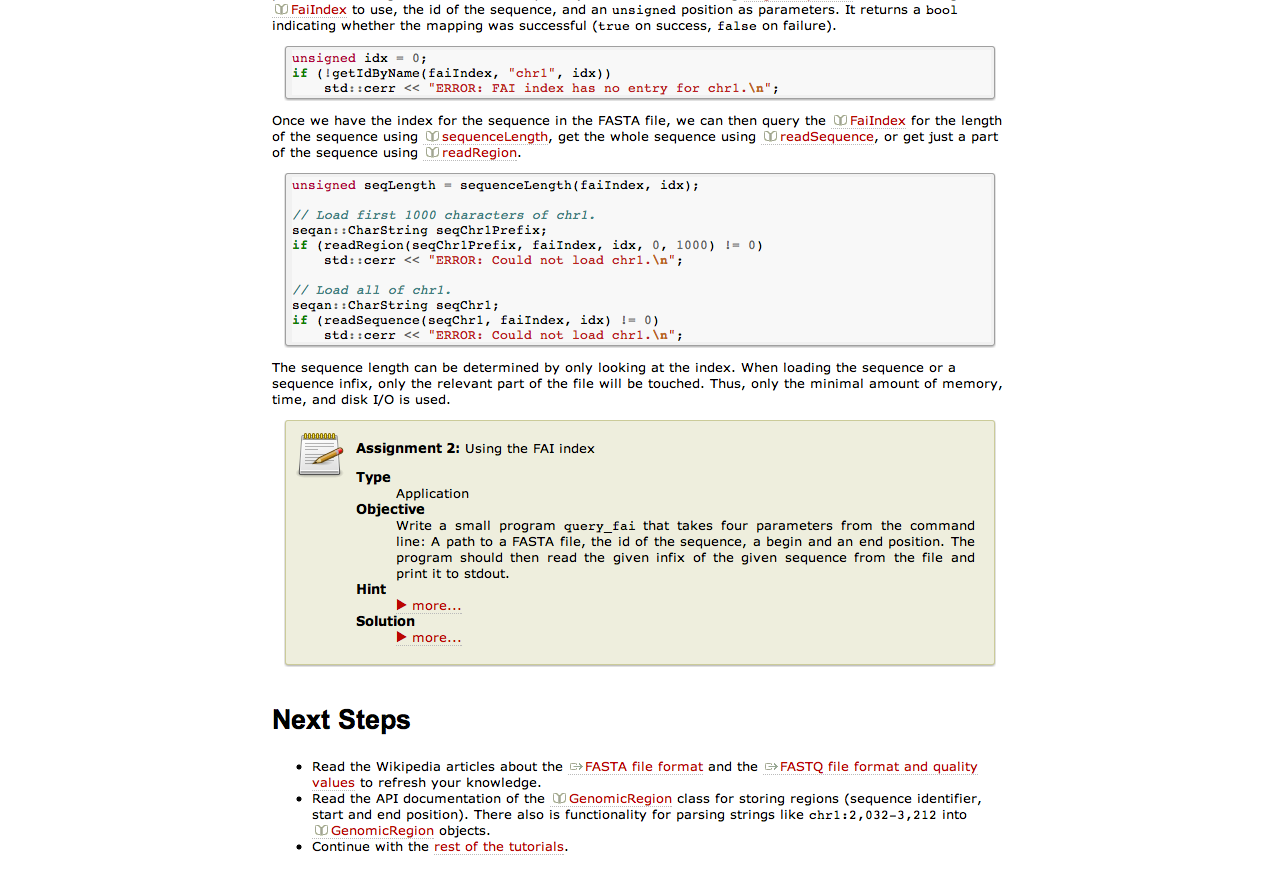 FaiIndex to use, the id of the sequence, and an unsigned position as parameters. It returns a bool
indicating whether the mapping was successful (true on success, false on failure).
unsigned idx = 0;
if (!getIdByName(faiIndex, "chr1", idx))
    std::cerr << "ERROR: FAI index has no entry for chr1.\n";
Once we have the index for the sequence in the FASTA file, we can then query the FaiIndex for the length
of the sequence using sequenceLength, get the whole sequence using readSequence, or get just a part
of the sequence using readRegion.
unsigned seqLength = sequenceLength(faiIndex, idx);
// Load first 1000 characters of chr1.
seqan::CharString seqChr1Prefix;
if (readRegion(seqChr1Prefix, faiIndex, idx, 0, 1000) != 0)
    std::cerr << "ERROR: Could not load chr1.\n";
// Load all of chr1.
seqan::CharString seqChr1;
if (readSequence(seqChr1, faiIndex, idx) != 0)
    std::cerr << "ERROR: Could not load chr1.\n";
The sequence length can be determined by only looking at the index. When loading the sequence or a
sequence infix, only the relevant part of the file will be touched. Thus, only the minimal amount of memory,
time, and disk I/O is used.
Assignment 2: Using the FAI index
Type
Application
Objective
Write a small program query_fai that takes four parameters from the command
line: A path to a FASTA file, the id of the sequence, a begin and an end position. The
program should then read the given infix of the given sequence from the file and
print it to stdout.
Hint
more...
Solution
more...
Next Steps
• Read the Wikipedia articles about the FASTA file format and the FASTQ file format and quality
values to refresh your knowledge.
• Read the API documentation of the GenomicRegion class for storing regions (sequence identifier,
start and end position). There also is functionality for parsing strings like chr1:2,032-3,212 into
GenomicRegion objects.
• Continue with the rest of the tutorials.